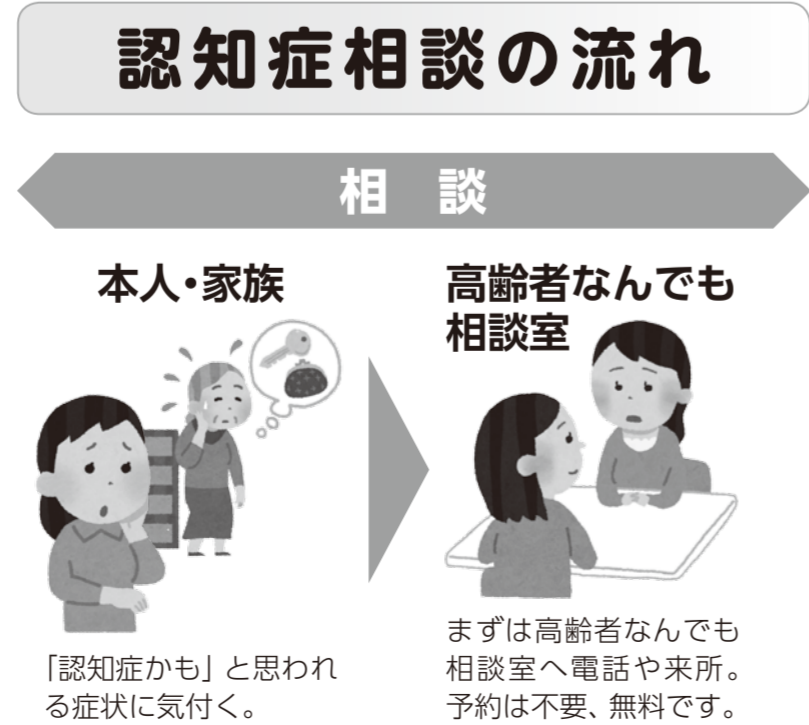 認知症相談の流れ
相 談
本人・家族
「認知症かも」と思われ
る症状に気付く。
高齢者なんでも
相談室
まずは高齢者なんでも
相談室へ電話や来所。
予約は不要、無料です。